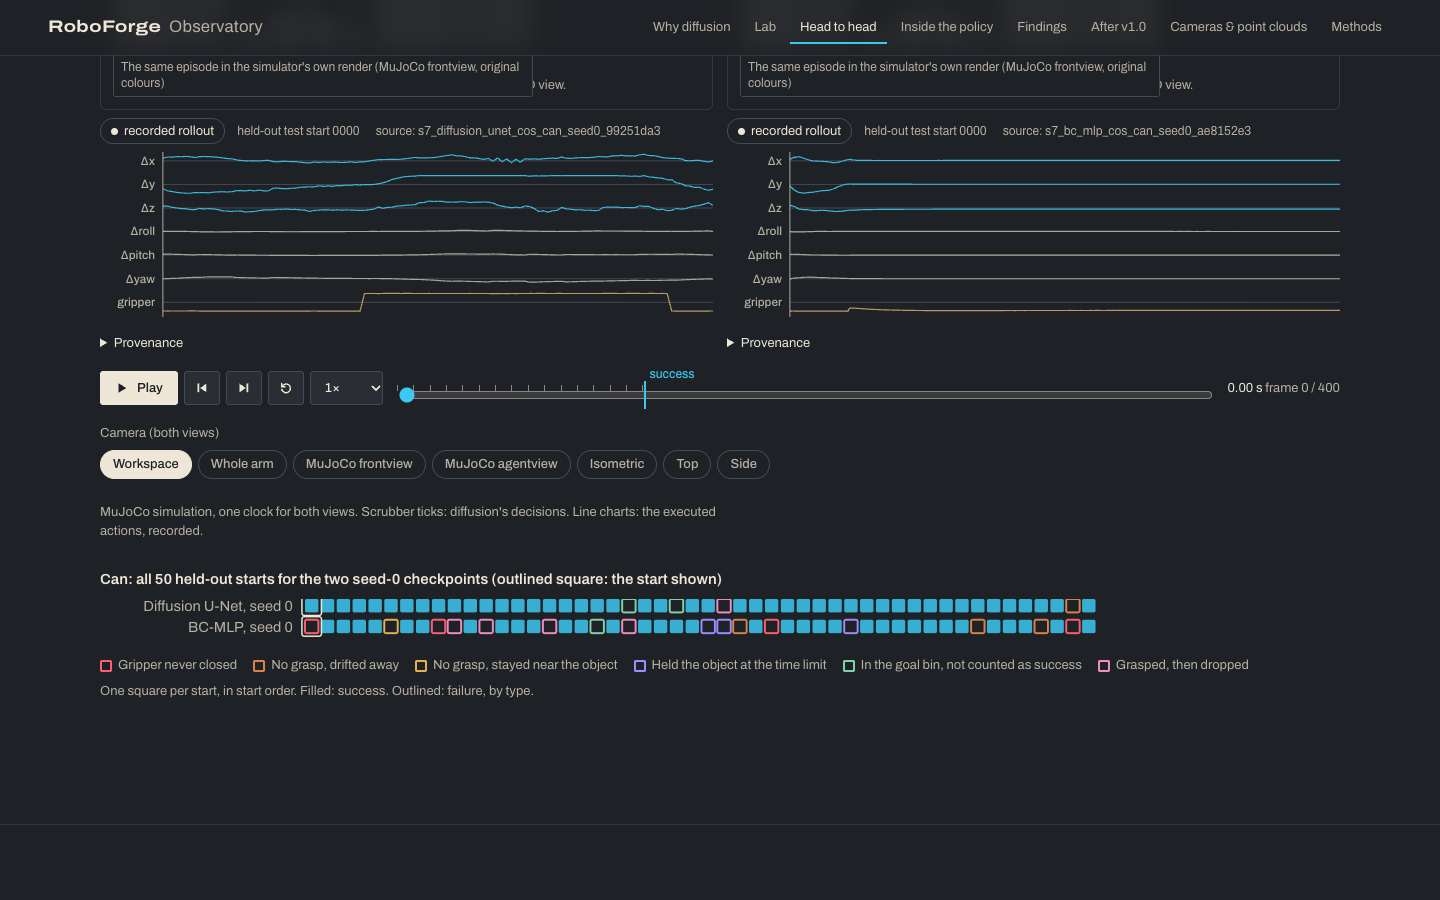 RoboForge Observatory
Why diffusion Lab Head to head Inside the policy Findings After v1.0 Cameras & point clouds Methods
The same episode in the simulator's own render (MuJoCo frontview, original
colours)
view.
The same episode in the simulator's own render (MuJoCo frontview, original
colours)
view.
recorded rollout held-out test start 0000 source: s7_diffusion_unet_cos_can_seed0_99251da3
recorded rollout held-out test start 0000 source: s7_bc_mlp_cos_can_seed0_ae8152e3
Δx
Δy
Δz
Δroll
Δpitch
Δyaw
gripper
Δx
Δy
Δz
Δroll
Δpitch
Δyaw
gripper
Provenance
Provenance
success
Play 1× 0.00 s frame 0 / 400
Camera (both views)
Workspace Whole arm MuJoCo frontview MuJoCo agentview Isometric Top Side
MuJoCo simulation, one clock for both views. Scrubber ticks: diffusion's decisions. Line charts: the executed
actions, recorded.
Can: all 50 held-out starts for the two seed-0 checkpoints (outlined square: the start shown)
Diffusion U-Net, seed 0
BC-MLP, seed 0
Gripper never closed No grasp, drifted away No grasp, stayed near the object Held the object at the time limit In the goal bin, not counted as success Grasped, then dropped
One square per start, in start order. Filled: success. Outlined: failure, by type.